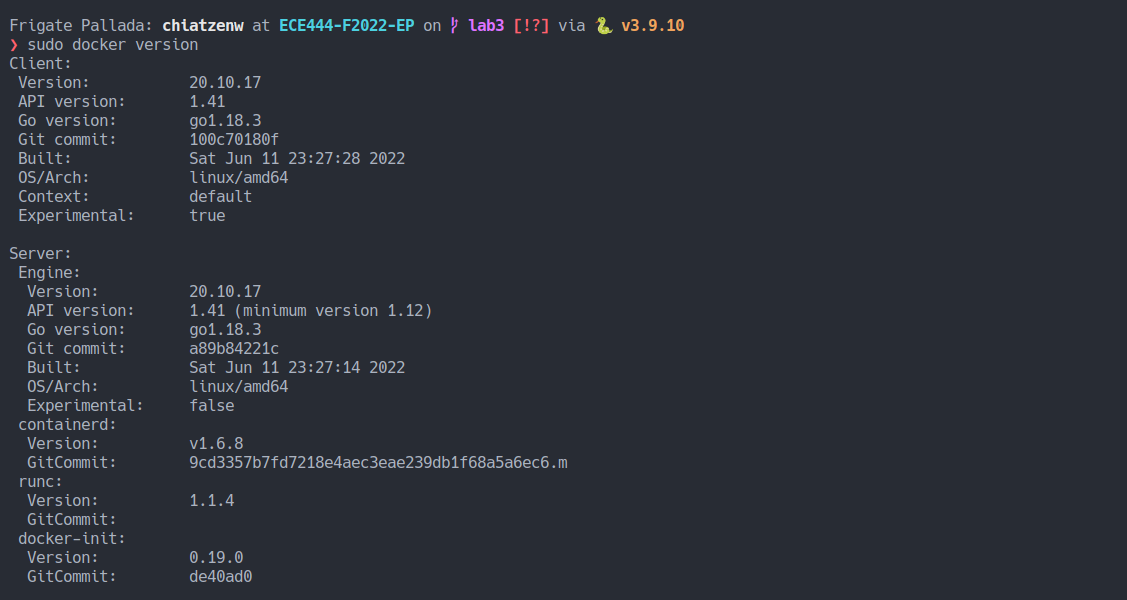 Frigate Pallada: chiatzenw at ECE444-F2022-EP on lab3 [!?] via 🐍 v3.9.10
❯ sudo docker version
Client:
 Version:           20.10.17
 API version:       1.41
 Go version:        go1.18.3
 Git commit:        100c70180f
 Built:             Sat Jun 11 23:27:28 2022
 OS/Arch:           linux/amd64
 Context:           default
 Experimental:      true

Server:
 Engine:
  Version:          20.10.17
  API version:      1.41 (minimum version 1.12)
  Go version:       go1.18.3
  Git commit:       a89b84221c
  Built:            Sat Jun 11 23:27:14 2022
  OS/Arch:          linux/amd64
  Experimental:     false
 containerd:
  Version:          v1.6.8
  GitCommit:        9cd3357b7fd7218e4aec3eae239db1f68a5a6ec6.m
 runc:
  Version:          1.1.4
  GitCommit:
 docker-init:
  Version:          0.19.0
  GitCommit:        de40ad0